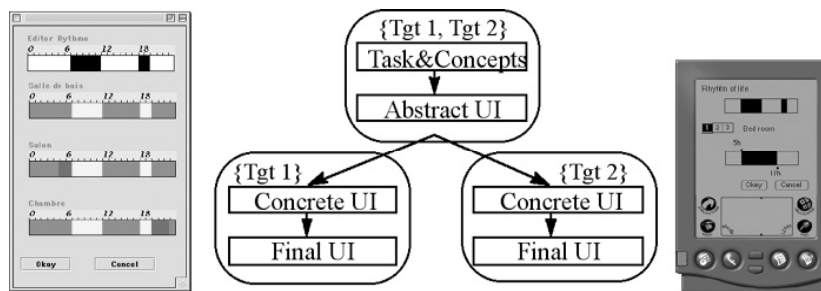 Editer Rythme
0 6 12 18
Salle de bain
0 6 12 18
Salon
0 6 12 18
Chambre
0 6 12 18
Okay Cancel
{Tgt 1, Tgt 2}
Task&Concepts
Abstract UI
{Tgt 1}
Concrete UI
Final UI
{Tgt 2}
Concrete UI
Final UI
Rhythm of life
1 2 3 Bed room
5h
17h
Okay Cancel